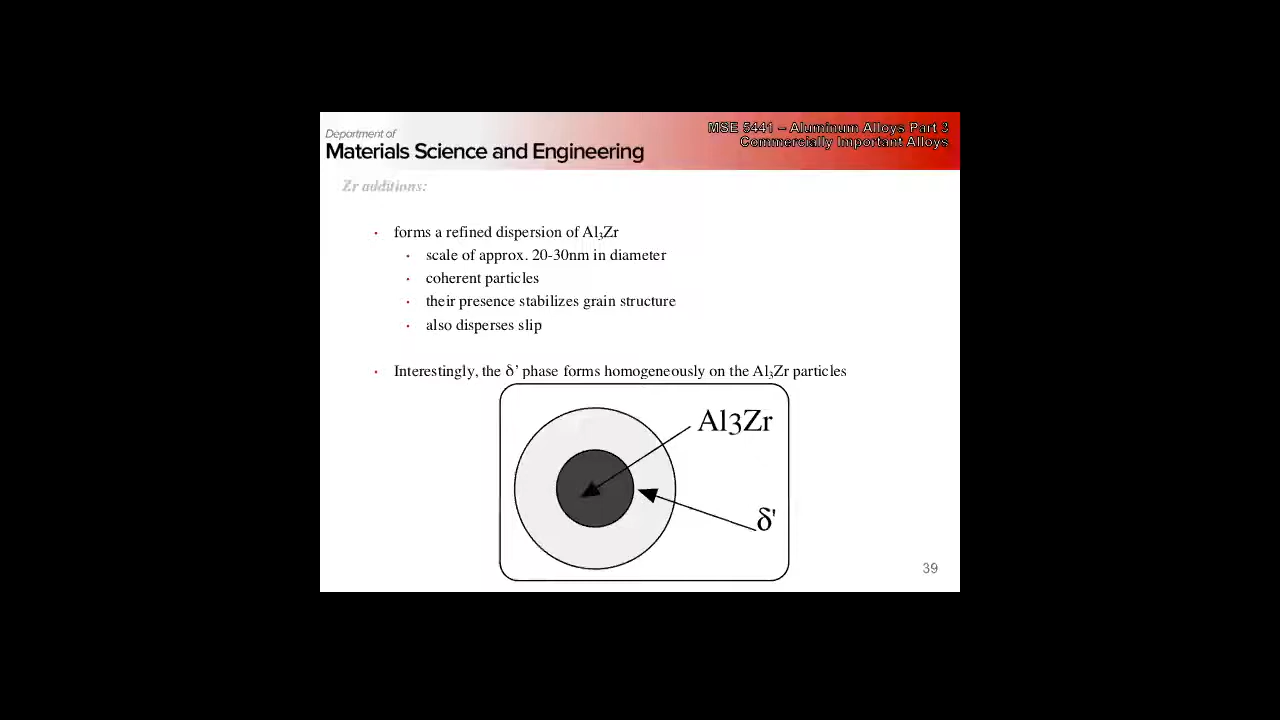 Department of
Materials Science and Engineering
MSE 5441 – Aluminum Alloys Part 3
Commercially Important Alloys
Zr additions:
• forms a refined dispersion of Al₃Zr
• scale of approx. 20-30nm in diameter
• coherent particles
• their presence stabilizes grain structure
• also disperses slip
• Interestingly, the δ’ phase forms homogeneously on the Al₃Zr particles
Al3Zr
δ'
39